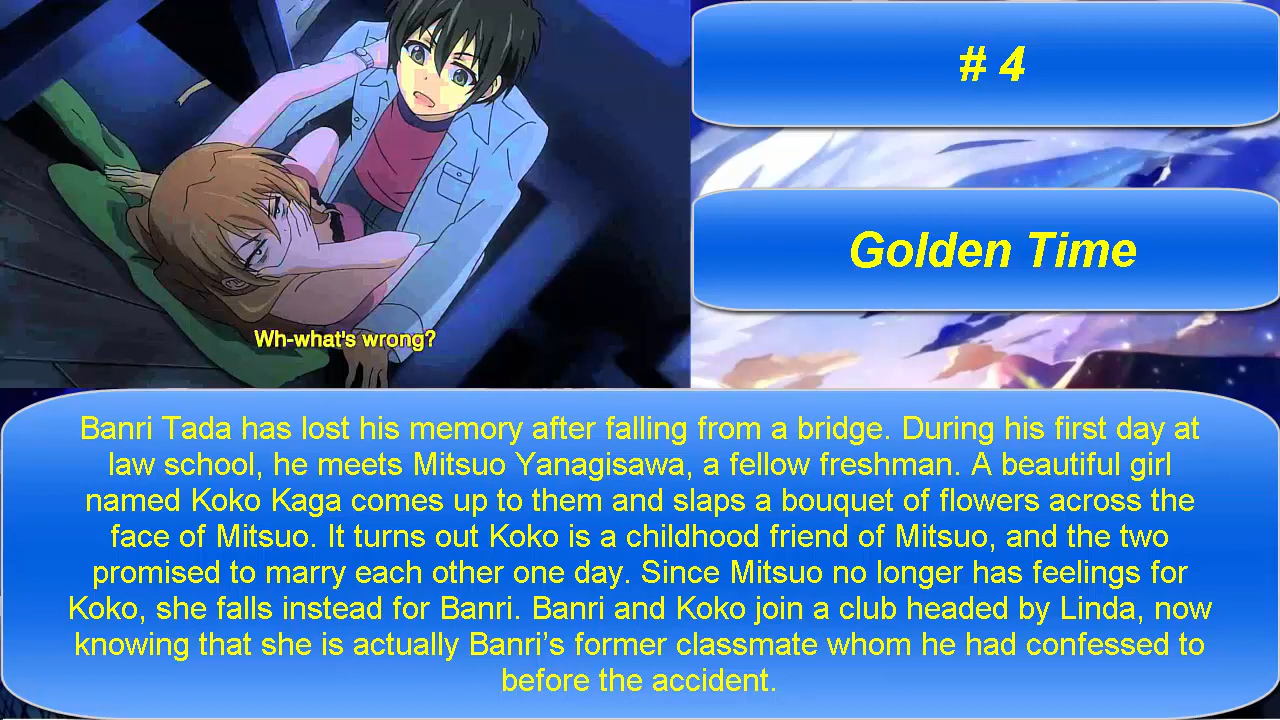 # 4
Golden Time
Wh-what's wrong?
Banri Tada has lost his memory after falling from a bridge. During his first day at
law school, he meets Mitsuo Yanagisawa, a fellow freshman. A beautiful girl
named Koko Kaga comes up to them and slaps a bouquet of flowers across the
face of Mitsuo. It turns out Koko is a childhood friend of Mitsuo, and the two
promised to marry each other one day. Since Mitsuo no longer has feelings for
Koko, she falls instead for Banri. Banri and Koko join a club headed by Linda, now
knowing that she is actually Banri’s former classmate whom he had confessed to
before the accident.